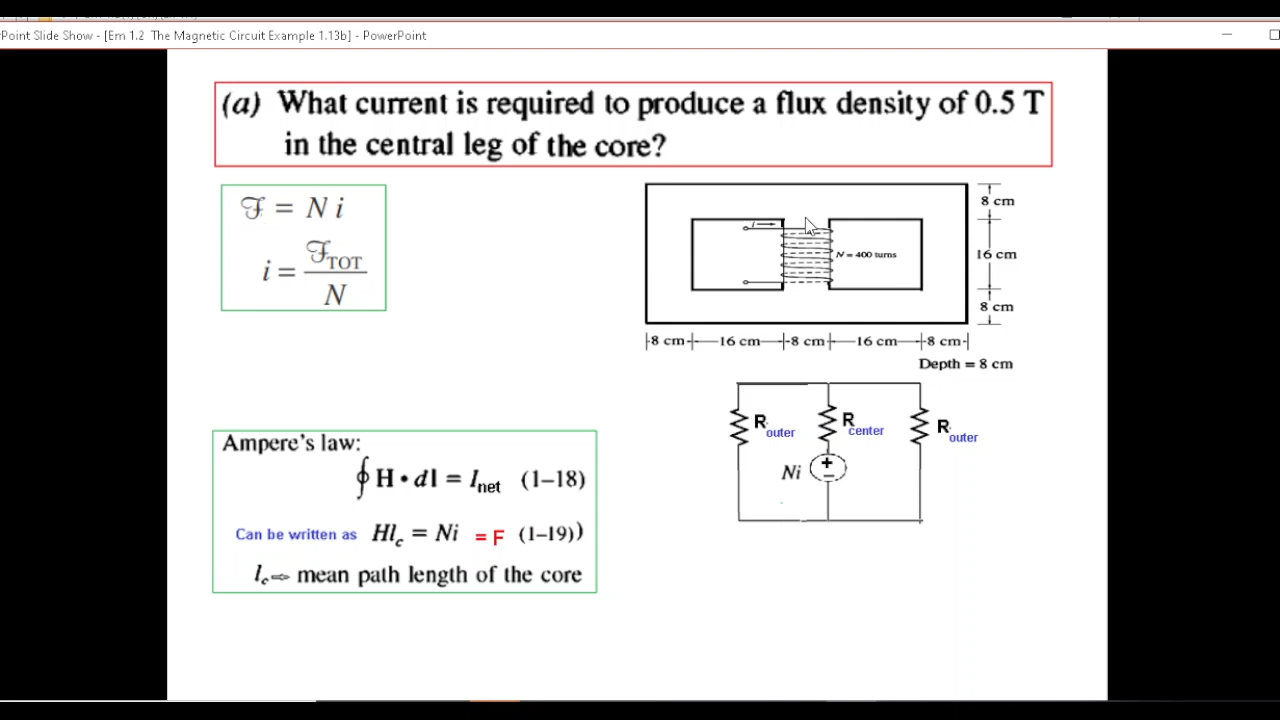 Point Slide Show - [Em 1.2 The Magnetic Circuit Example 1.13b] - PowerPoint
(a) What current is required to produce a flux density of 0.5 T
in the central leg of the core?
ℱ = N i
i = ℱTOT / N
8 cm
i
N = 400 turns
16 cm
8 cm
8 cm 16 cm 8 cm 16 cm 8 cm
Depth = 8 cm
R outer
R center
R outer
Ni
+
−
Ampere's law:
∮ H • dl = Inet (1–18)
Can be written as Hlc = Ni = F (1–19))
lc⇒ mean path length of the core